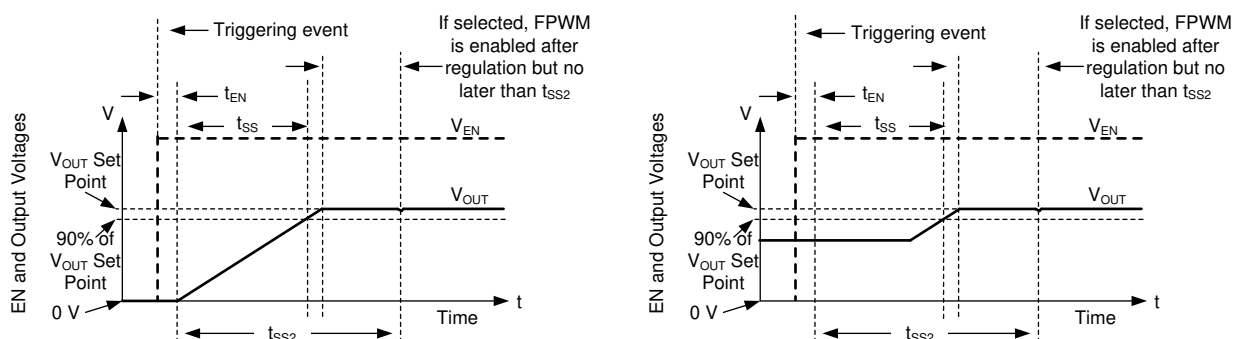 Triggering event
If selected, FPWM
is enabled after
regulation but no
later than tSS2
tEN
V
tSS
VEN
EN and Output Voltages
VOUT Set
Point
VOUT
90% of
VOUT Set
Point
0 V
t
Time
tSS2
Triggering event
If selected, FPWM
is enabled after
regulation but no
later than tSS2
tEN
V
tSS
VEN
EN and Output Voltages
VOUT Set
Point
VOUT
90% of
VOUT Set
Point
0 V
t
Time
tSS2